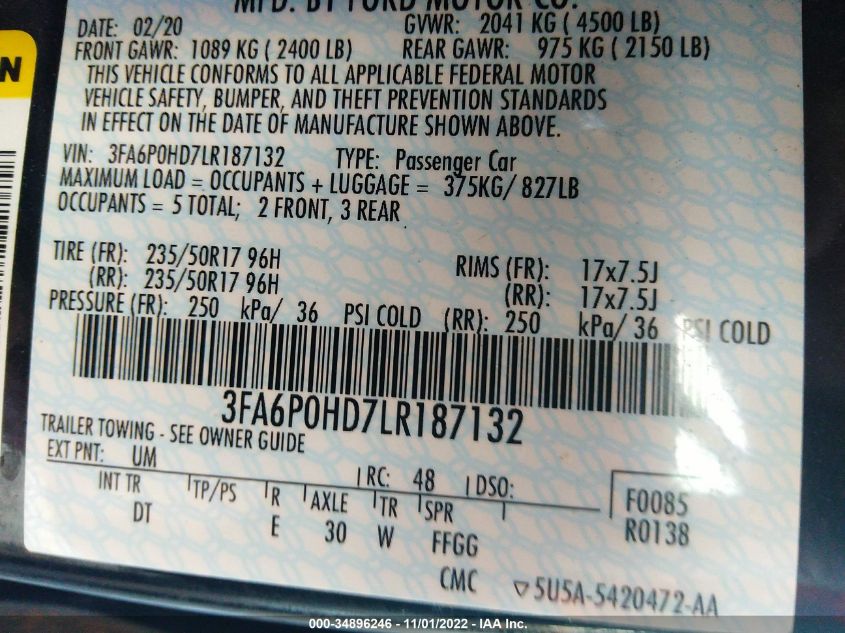 MFD. BY FORD MOTOR CO.
DATE: 02/20 GVWR: 2041 KG ( 4500 LB)
FRONT GAWR: 1089 KG ( 2400 LB) REAR GAWR: 975 KG ( 2150 LB)
THIS VEHICLE CONFORMS TO ALL APPLICABLE FEDERAL MOTOR
VEHICLE SAFETY, BUMPER, AND THEFT PREVENTION STANDARDS
IN EFFECT ON THE DATE OF MANUFACTURE SHOWN ABOVE.
VIN: 3FA6P0HD7LR187132 TYPE: Passenger Car
MAXIMUM LOAD = OCCUPANTS + LUGGAGE = 375KG/ 827LB
OCCUPANTS = 5 TOTAL; 2 FRONT, 3 REAR
TIRE (FR): 235/50R17 96H RIMS (FR): 17x7.5J
(RR): 235/50R17 96H (RR): 17x7.5J
PRESSURE (FR): 250 kPa/ 36 PSI COLD (RR): 250 kPa/ 36 PSI COLD
3FA6P0HD7LR187132
TRAILER TOWING - SEE OWNER GUIDE
EXT PNT: UM RC: 48 DSO:
INT TR TP/PS R AXLE TR SPR F0085
DT E 30 W FFGG R0138
CMC 5U5A-5420472-AA
000-34896246 - 11/01/2022 - IAA Inc.